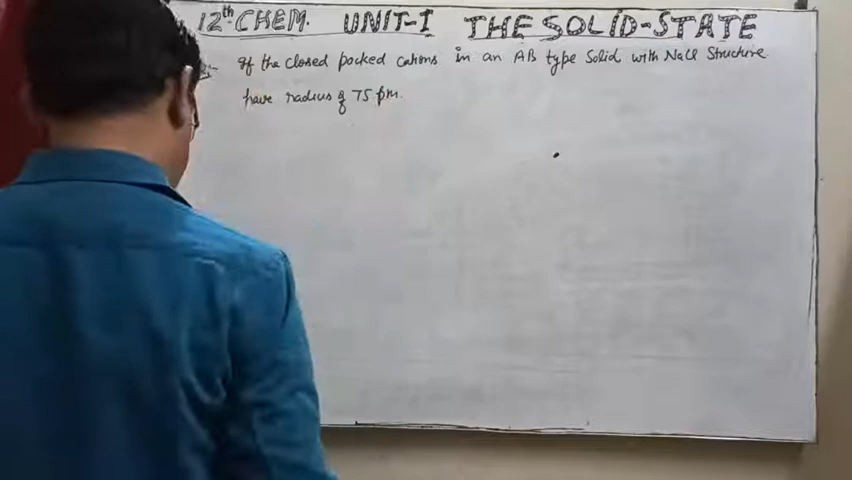 12th CHEM. UNIT-I THE SOLID-STATE
If the closed packed cations in an AB type Solid with NaCl Structure
have radius of 75 pm.